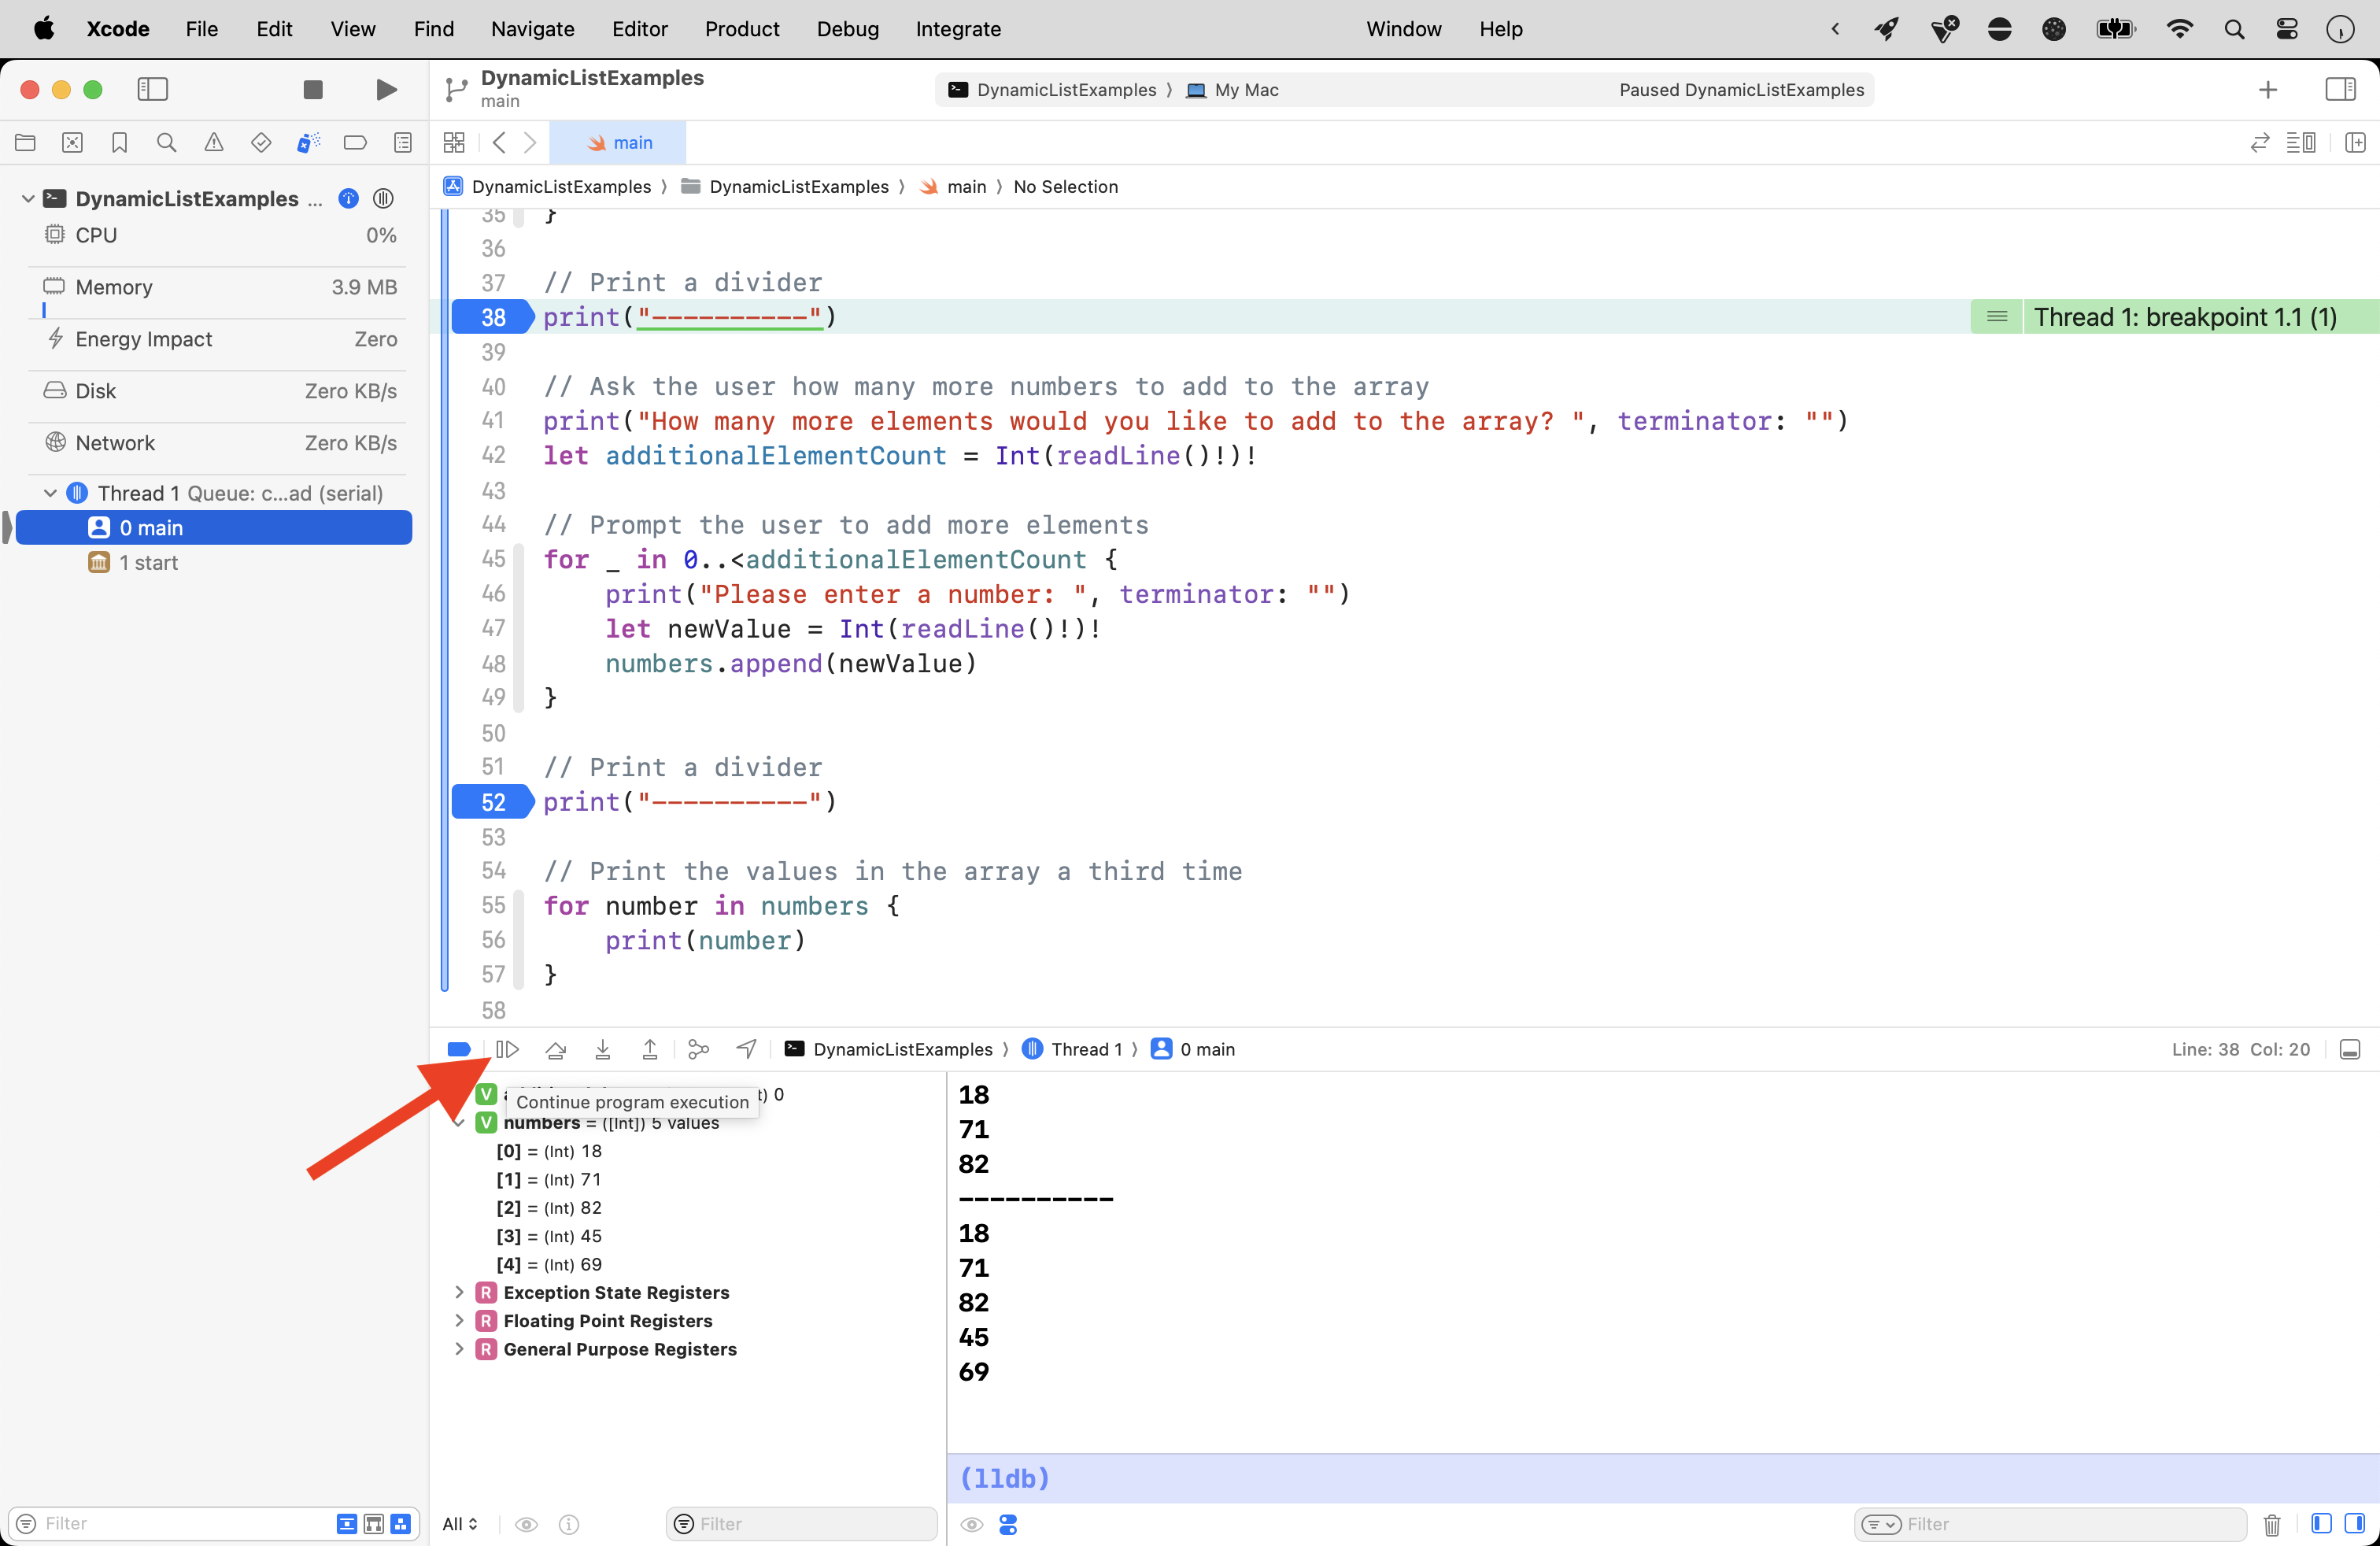 Xcode File Edit View Find Navigate Editor Product Debug Integrate Window Help
DynamicListExamples
main
DynamicListExamples 〉 My Mac
Paused DynamicListExamples
main
DynamicListExamples 〉 DynamicListExamples 〉 main 〉 No Selection
DynamicListExamples ...
CPU 0%
Memory 3.9 MB
Energy Impact Zero
Disk Zero KB/s
Network Zero KB/s
Thread 1 Queue: c...ad (serial)
0 main
1 start
Filter
35 }
36
37 // Print a divider
38 print("----------")
Thread 1: breakpoint 1.1 (1)
39
40 // Ask the user how many more numbers to add to the array
41 print("How many more elements would you like to add to the array? ", terminator: "")
42 let additionalElementCount = Int(readLine()!)!
43
44 // Prompt the user to add more elements
45 for _ in 0..<additionalElementCount {
46 print("Please enter a number: ", terminator: "")
47 let newValue = Int(readLine()!)!
48 numbers.append(newValue)
49 }
50
51 // Print a divider
52 print("----------")
53
54 // Print the values in the array a third time
55 for number in numbers {
56 print(number)
57 }
58
DynamicListExamples 〉 Thread 1 〉 0 main
Line: 38 Col: 20
V t) 0
Continue program execution
V numbers = ([Int]) 5 values
[0] = (Int) 18
[1] = (Int) 71
[2] = (Int) 82
[3] = (Int) 45
[4] = (Int) 69
R Exception State Registers
R Floating Point Registers
R General Purpose Registers
All
Filter
18
71
82
----------
18
71
82
45
69
(lldb)
Filter